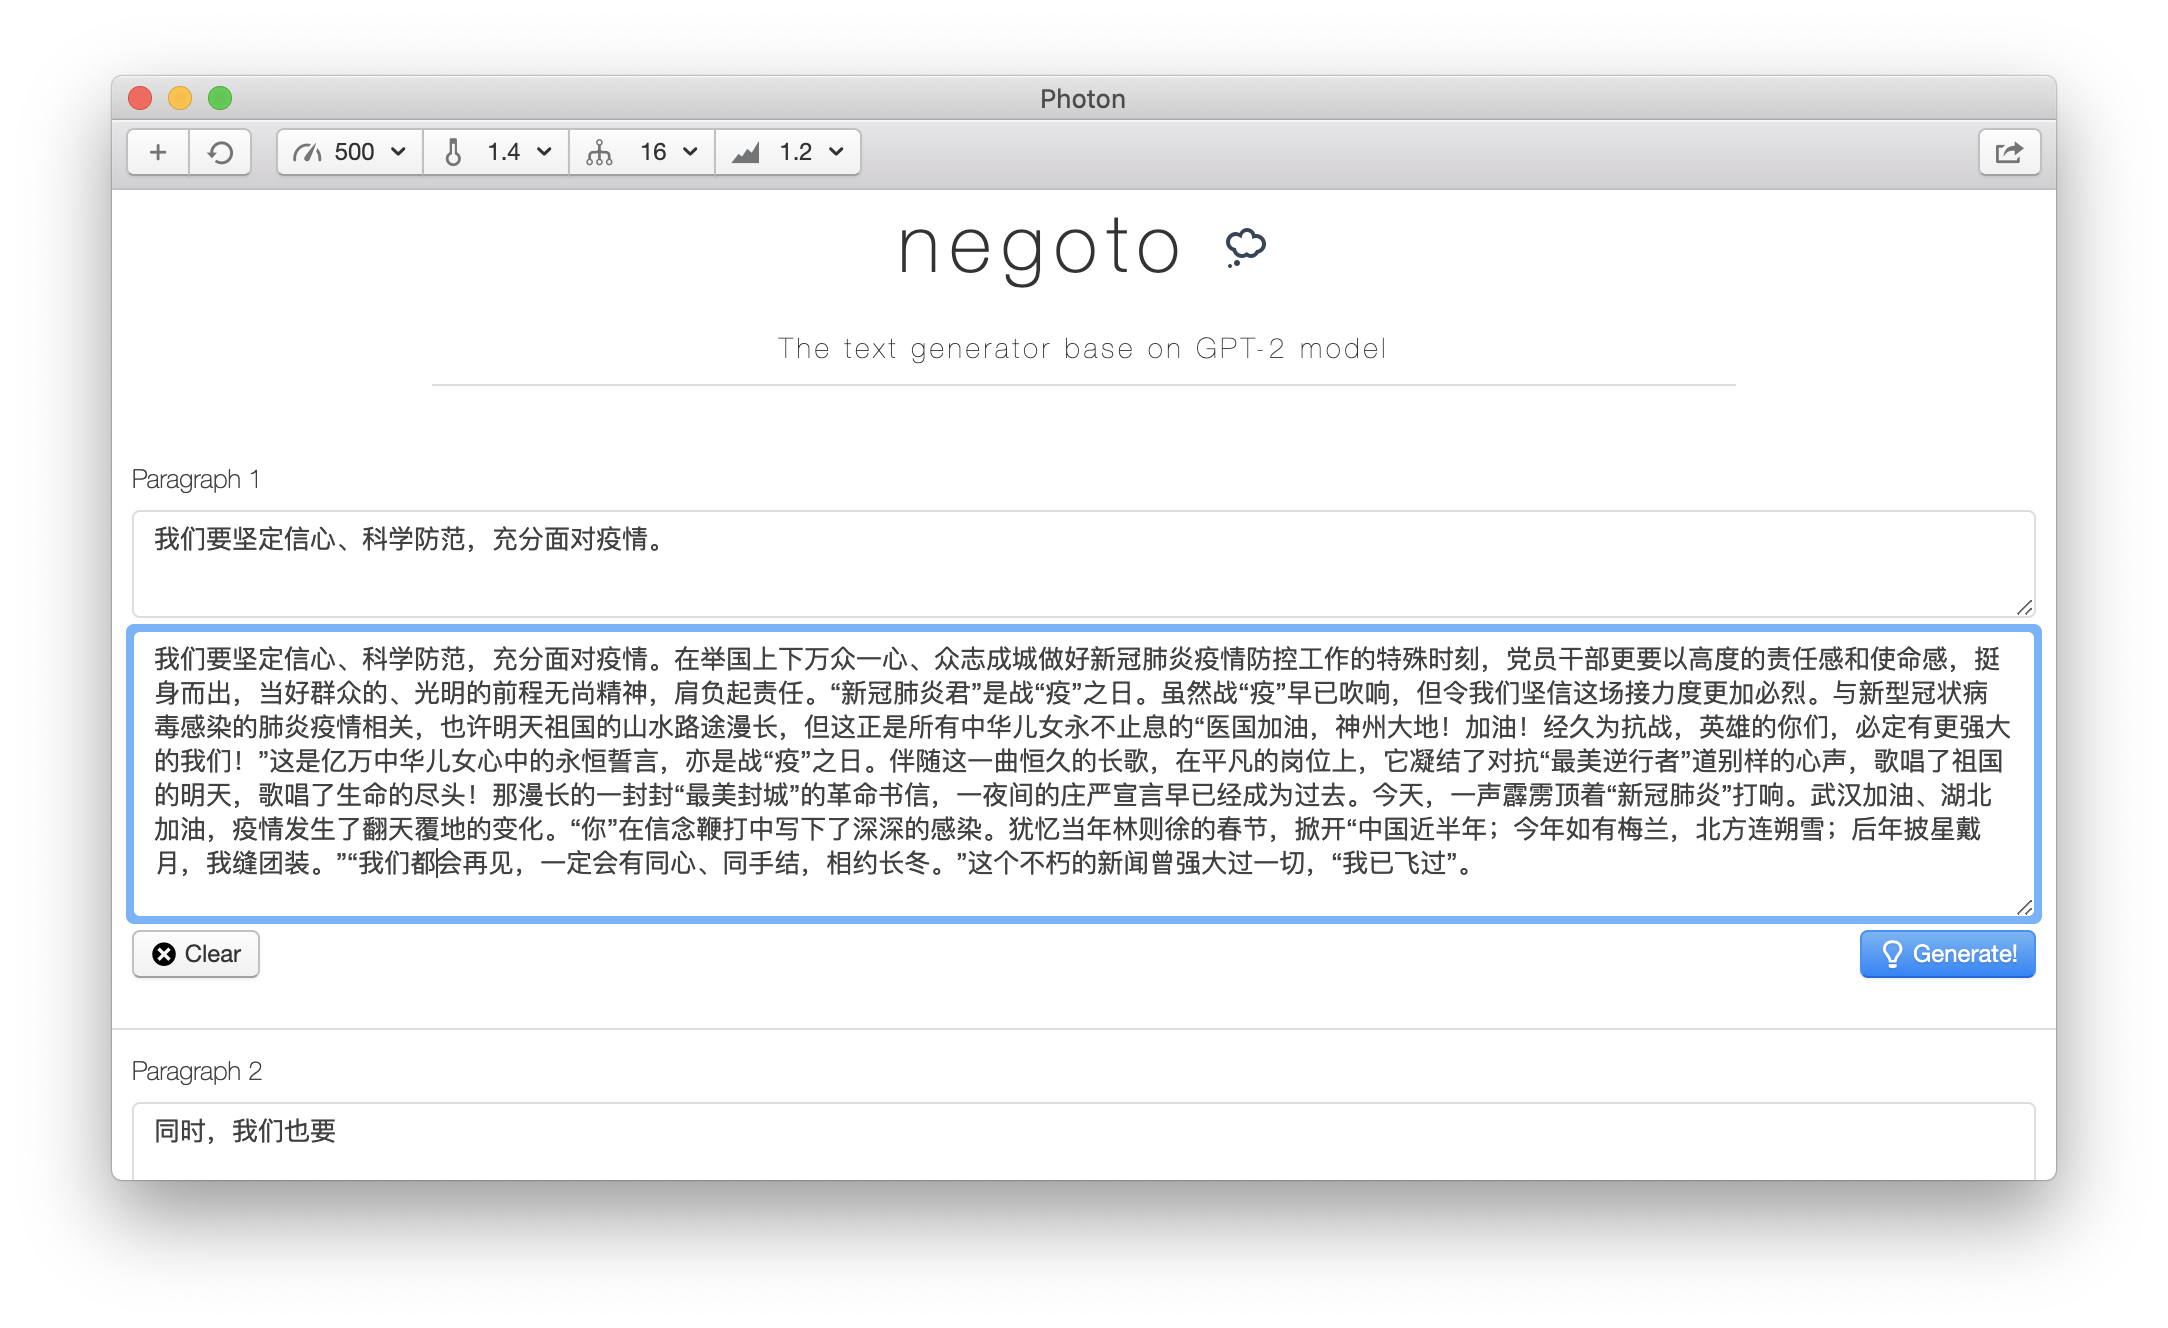 Photon
500
1.4
16
1.2
negoto
The text generator base on GPT-2 model
Paragraph 1
我们要坚定信心、科学防范，充分面对疫情。
我们要坚定信心、科学防范，充分面对疫情。在举国上下万众一心、众志成城做好新冠肺炎疫情防控工作的特殊时刻，党员干部更要以高度的责任感和使命感，挺
身而出，当好群众的、光明的前程无尚精神，肩负起责任。“新冠肺炎君”是战“疫”之日。虽然战“疫”早已吹响，但令我们坚信这场接力度更加必烈。与新型冠状病
毒感染的肺炎疫情相关，也许明天祖国的山水路途漫长，但这正是所有中华儿女永不止息的“医国加油，神州大地！加油！经久为抗战，英雄的你们，必定有更强大
的我们！”这是亿万中华儿女心中的永恒誓言，亦是战“疫”之日。伴随这一曲恒久的长歌，在平凡的岗位上，它凝结了对抗“最美逆行者”道别样的心声，歌唱了祖国
的明天，歌唱了生命的尽头！那漫长的一封封“最美封城”的革命书信，一夜间的庄严宣言早已经成为过去。今天，一声霹雳顶着“新冠肺炎”打响。武汉加油、湖北
加油，疫情发生了翻天覆地的变化。“你”在信念鞭打中写下了深深的感染。犹忆当年林则徐的春节，掀开“中国近半年；今年如有梅兰，北方连朔雪；后年披星戴
月，我缝团装。”“我们都会再见，一定会有同心、同手结，相约长冬。”这个不朽的新闻曾强大过一切，“我已飞过”。
Clear
Generate!
Paragraph 2
同时，我们也要